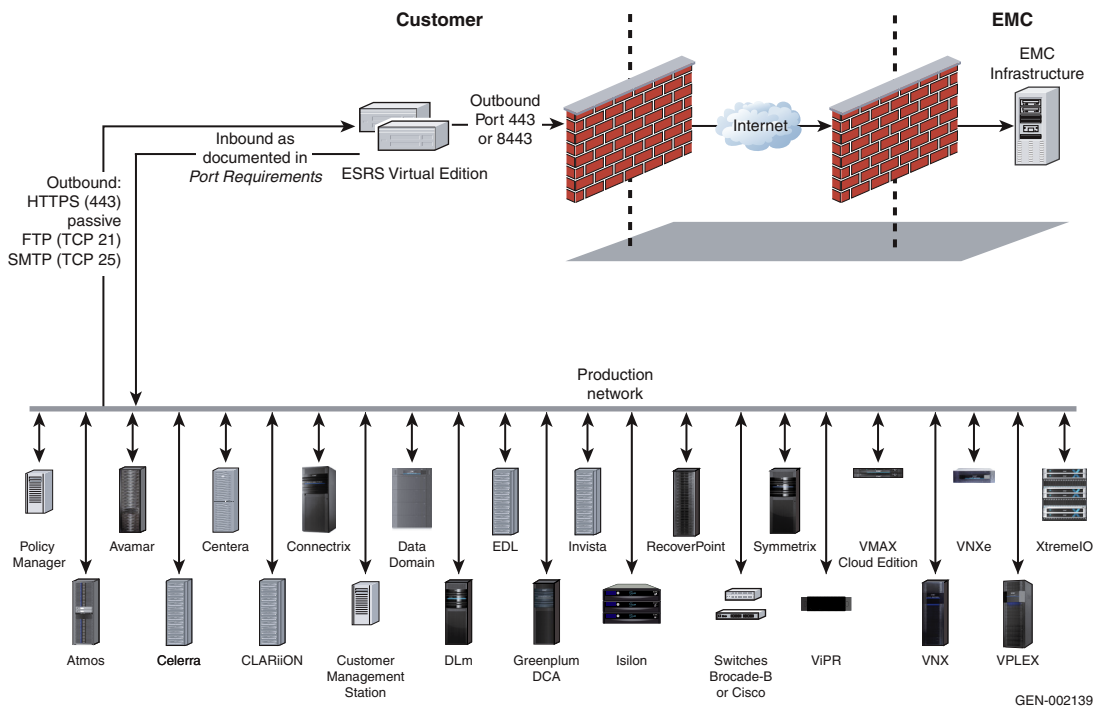 Customer
EMC
EMC
Infrastructure
Outbound
Port 443
or 8443
Internet
Inbound as
documented in
Port Requirements
ESRS Virtual Edition
Outbound:
HTTPS (443)
passive
FTP (TCP 21)
SMTP (TCP 25)
Production
network
Policy
Manager
Avamar
Centera
Connectrix
Data
Domain
EDL
Invista
RecoverPoint
Symmetrix
VMAX
Cloud Edition
VNXe
XtremeIO
Atmos
Celerra
CLARiiON
Customer
Management
Station
DLm
Greenplum
DCA
Isilon
Switches
Brocade-B
or Cisco
ViPR
VNX
VPLEX
GEN-002139